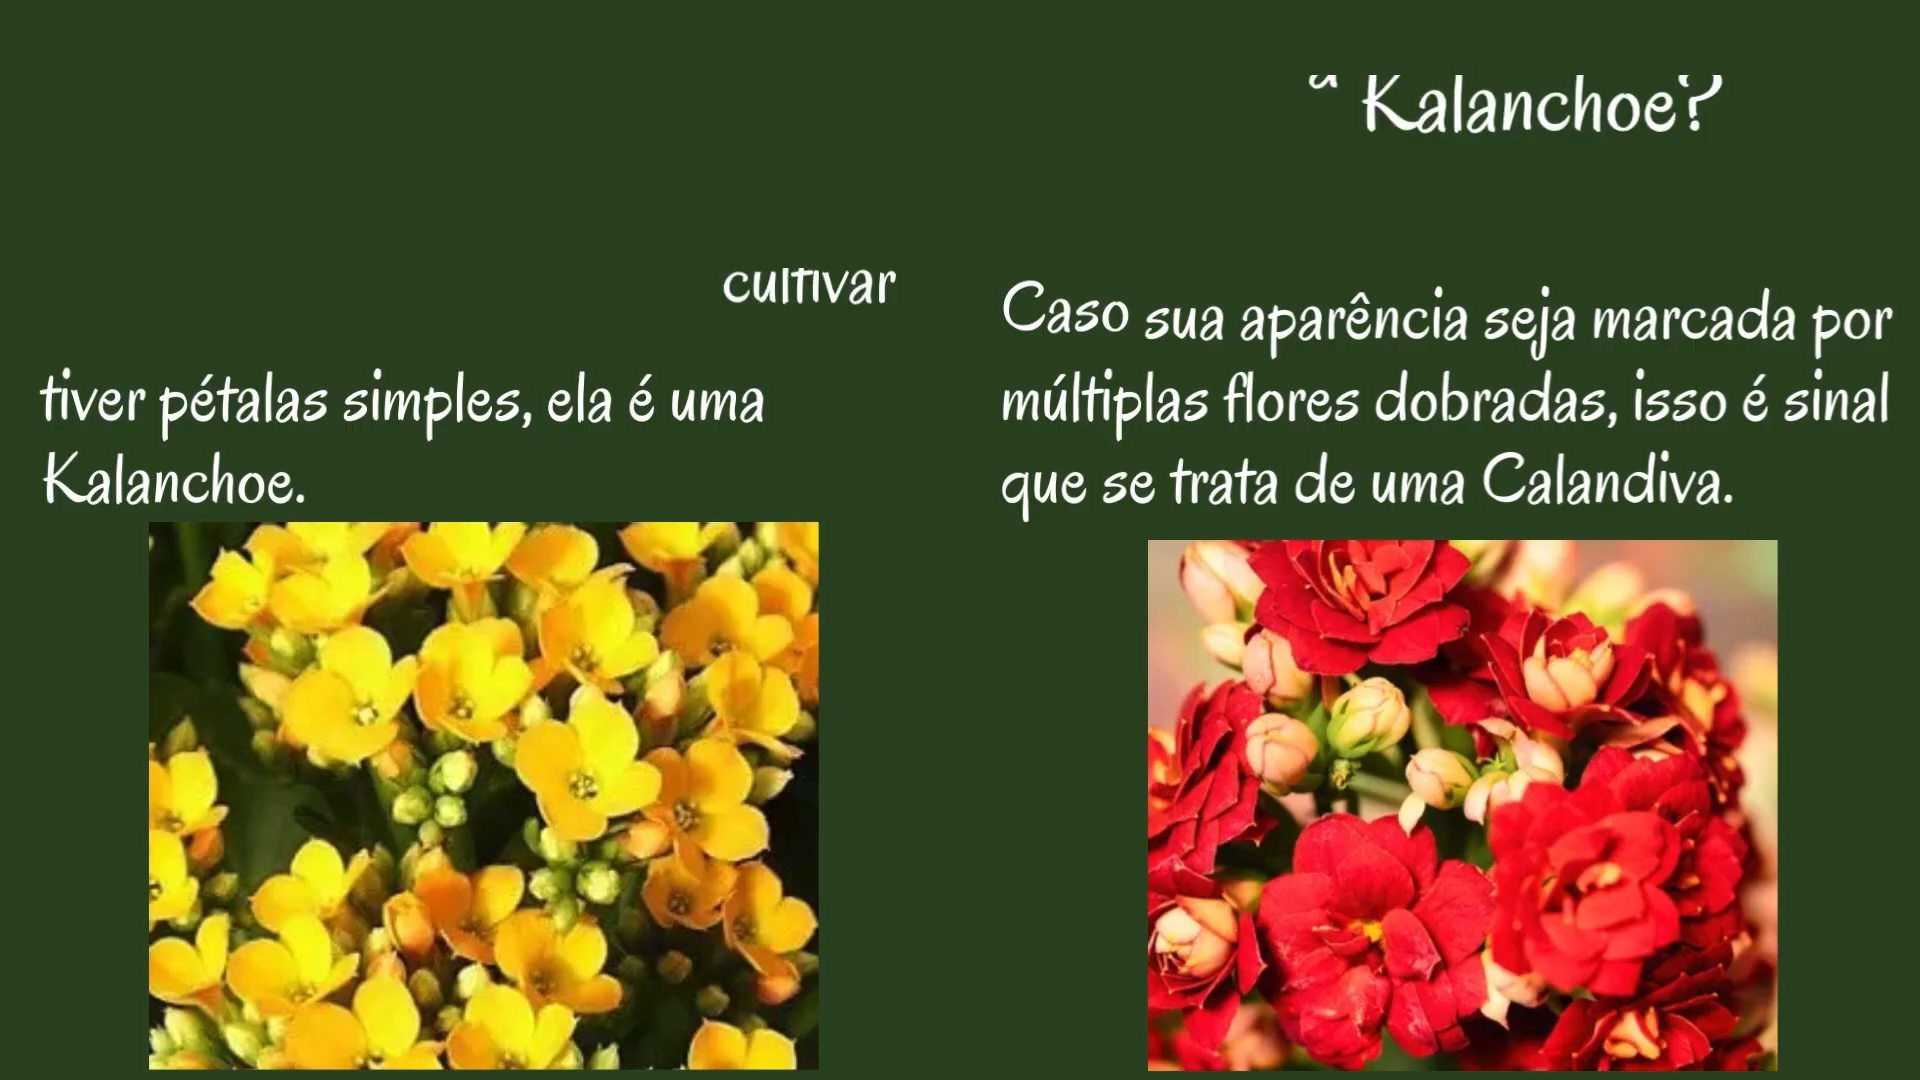 a Kalanchoe?
cultivar
tiver pétalas simples, ela é uma
Kalanchoe.
Caso sua aparência seja marcada por
múltiplas flores dobradas, isso é sinal
que se trata de uma Calandiva.